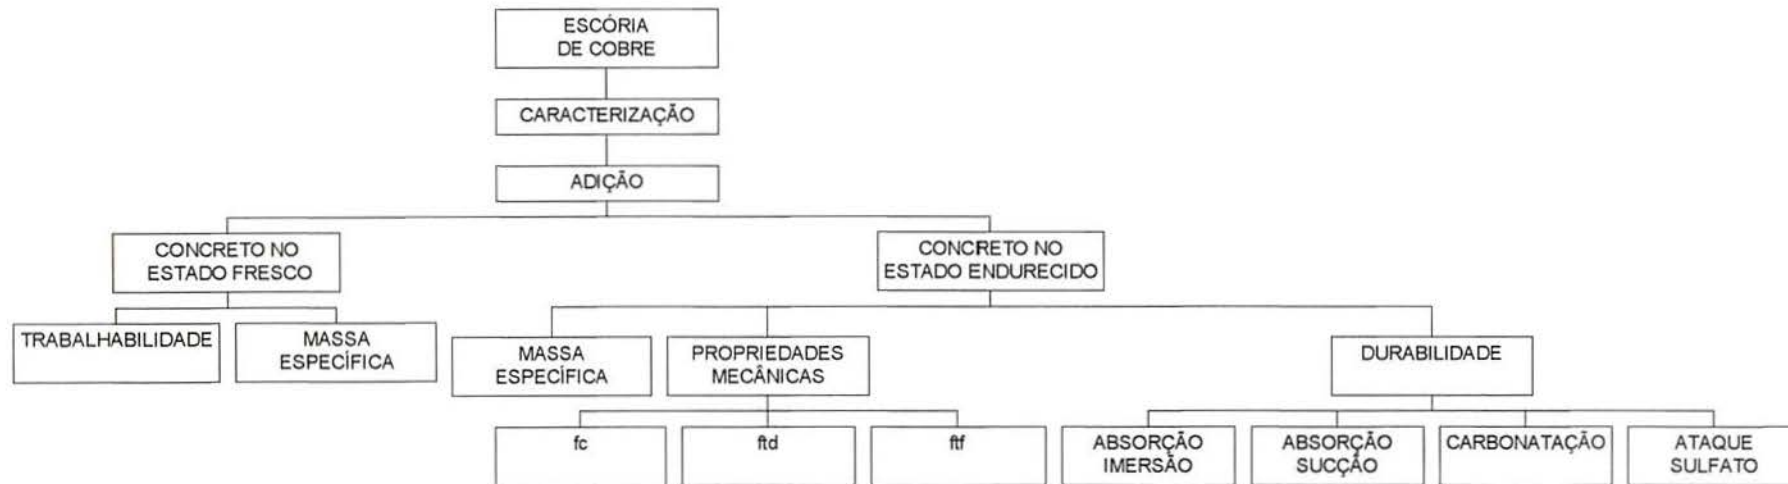 ESCÓRIA
DE COBRE
CARACTERIZAÇÃO
ADIÇÃO
CONCRETO NO
ESTADO FRESCO
CONCRETO NO
ESTADO ENDURECIDO
TRABALHABILIDADE
MASSA
ESPECÍFICA
MASSA
ESPECÍFICA
PROPRIEDADES
MECÂNICAS
DURABILIDADE
fc
ftd
ftf
ABSORÇÃO
IMERSÃO
ABSORÇÃO
SUCÇÃO
CARBONATAÇÃO
ATAQUE
SULFATO